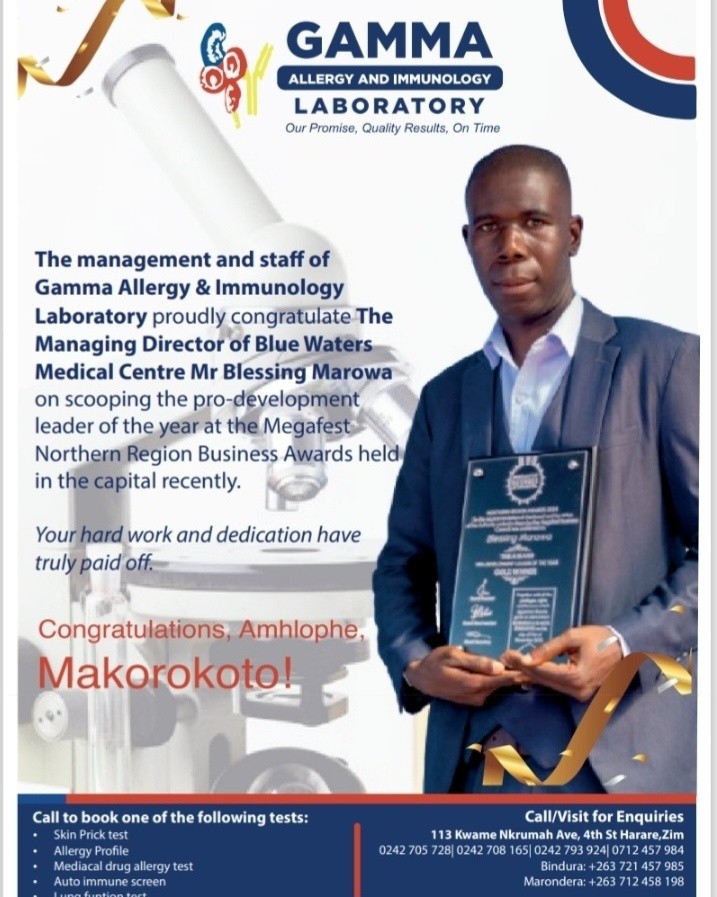 GAMMA
ALLERGY AND IMMUNOLOGY
LABORATORY
Our Promise, Quality Results, On Time
The management and staff of
Gamma Allergy & Immunology
Laboratory proudly congratulate The
Managing Director of Blue Waters
Medical Centre Mr Blessing Marowa
on scooping the pro-development
leader of the year at the Megafest
Northern Region Business Awards held
in the capital recently.
Your hard work and dedication have
truly paid off.
Congratulations, Amhlophe,
Makorokoto!
Blessing Marowa
GOLD WINNER
Call to book one of the following tests:
• Skin Prick test
• Allergy Profile
• Mediacal drug allergy test
• Auto immune screen
• Lung funtion test
Call/Visit for Enquiries
113 Kwame Nkrumah Ave, 4th St Harare,Zim
0242 705 728| 0242 708 165| 0242 793 924| 0712 457 984
Bindura: +263 721 457 985
Marondera: +263 712 458 198